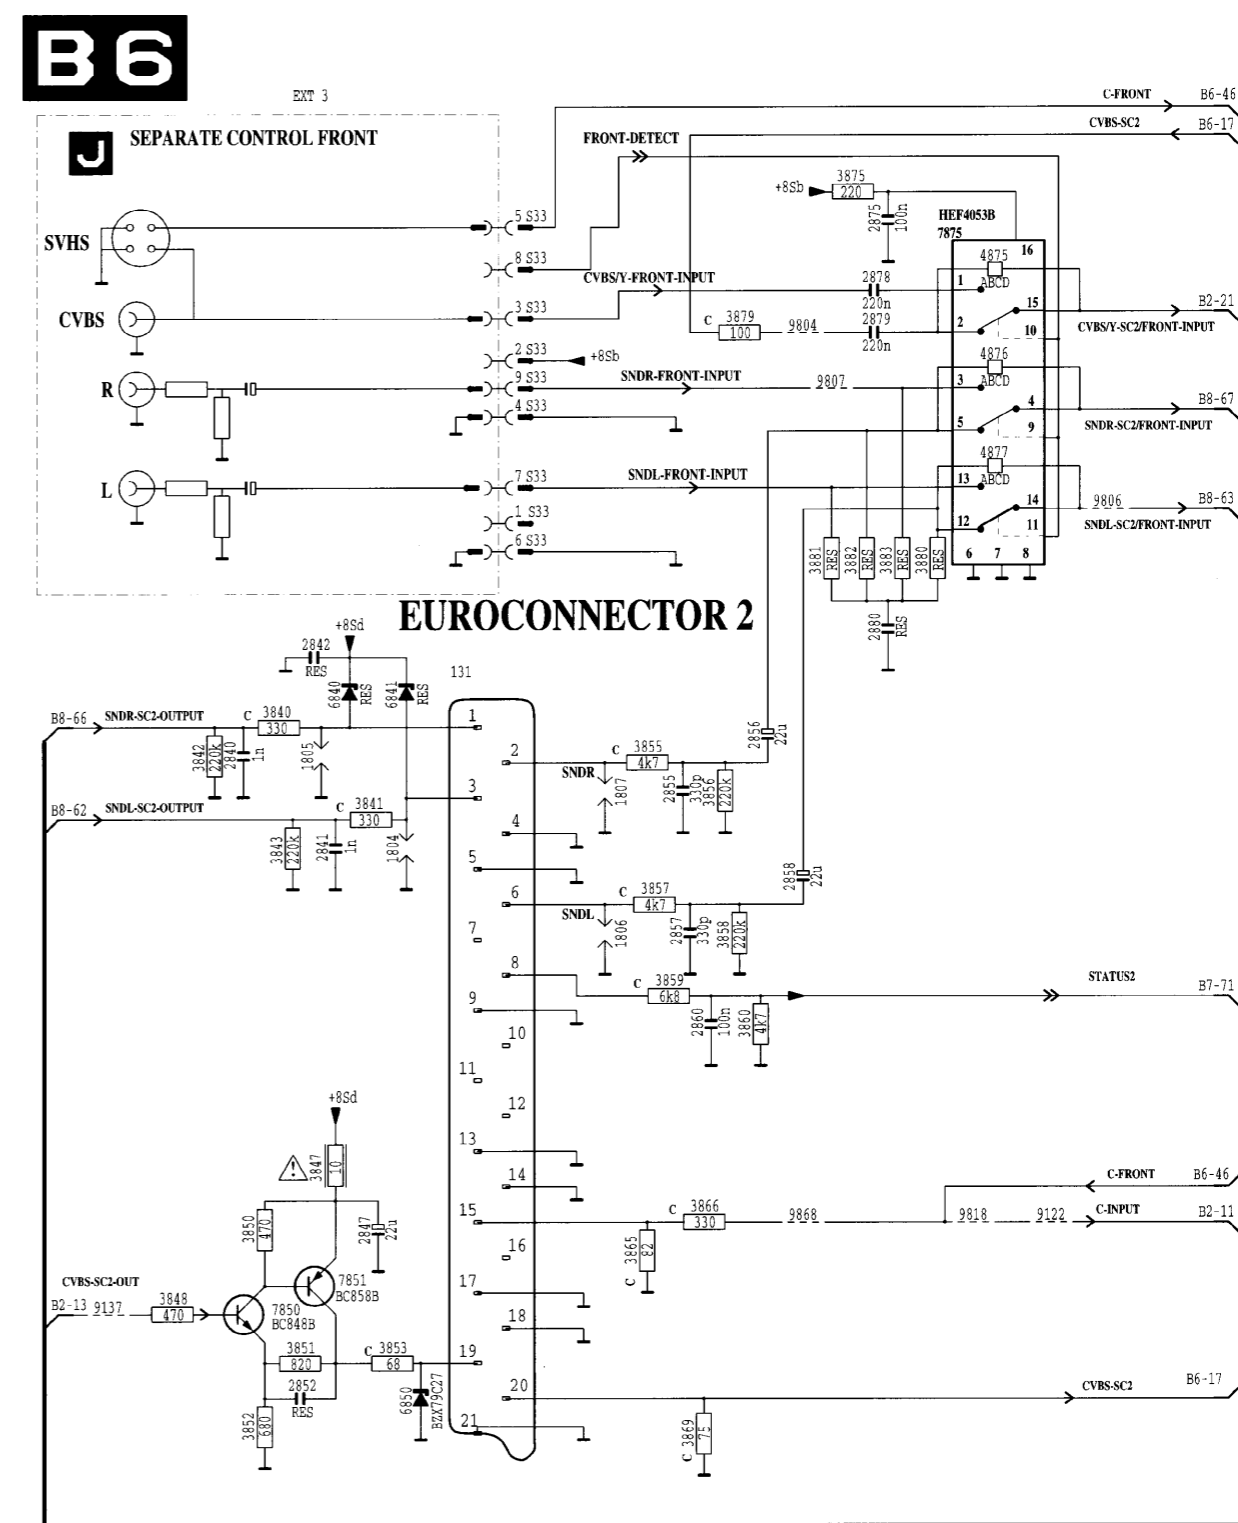 B6
EXT 3
J
SEPARATE CONTROL FRONT
C-FRONT
B6-46
CVBS-SC2
B6-17
FRONT-DETECT
+8Sb
3875
220
2875
100n
HEF4053B
7875
SVHS
5 S33
8 S33
CVBS/Y-FRONT-INPUT
2878
220n
16
4875
ABCD
1
CVBS
3 S33
C
3879
100
9804
2879
220n
2
15
10
B2-21
CVBS/Y-SC2/FRONT-INPUT
2 S33
+8Sb
R
9 S33
SNDR-FRONT-INPUT
9807
4876
ABCD
3
4
B8-67
4 S33
5
9
SNDR-SC2/FRONT-INPUT
L
7 S33
SNDL-FRONT-INPUT
4877
ABCD
13
14
9806
B8-63
1 S33
12
11
SNDL-SC2/FRONT-INPUT
6 S33
3881
RES
3882
RES
3883
RES
3880
RES
6
7
8
EUROCONNECTOR 2
2880
RES
+8Sd
2842
RES
6840
RES
6841
RES
131
B8-66
SNDR-SC2-OUTPUT
C
3840
330
3842
220k
2840
1n
1805
1
2
SNDR
C
3855
4k7
1807
2855
330p
3856
220k
2856
22u
B8-62
SNDL-SC2-OUTPUT
C
3841
330
3843
220k
2841
1n
1804
3
4
5
6
SNDL
C
3857
4k7
1806
2857
330p
3858
220k
2858
22u
7
8
C
3859
6k8
2860
100n
3860
4k7
STATUS2
B7-71
9
10
11
12
+8Sd
3847
10
13
14
C-FRONT
B6-46
15
C
3866
330
9868
9818
9122
C-INPUT
B2-11
3850
470
2847
22u
C 3865
82
16
CVBS-SC2-OUT
7851
BC858B
17
B2-13
9137
3848
470
7850
BC848B
18
3851
820
C
3853
68
19
2852
RES
6850
BZX79C27
20
CVBS-SC2
B6-17
3852
680
21
C 3869
75